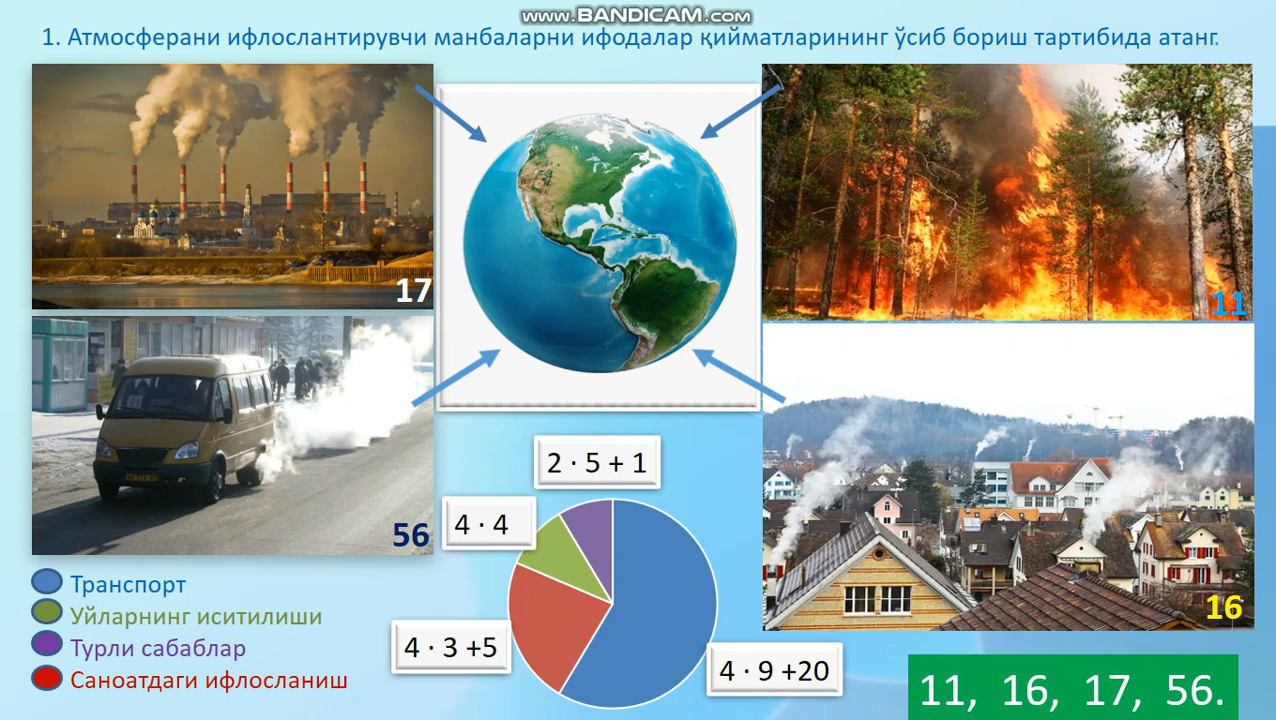 www.BANDICAM.com
1. Атмосферани ифлослантирувчи манбаларни ифодалар қийматларининг ўсиб бориш тартибида атанг.
17
11
56
16
2 · 5 + 1
4 · 4
4 · 3 +5
4 · 9 +20
Транспорт
Уйларнинг иситилиши
Турли сабаблар
Саноатдаги ифлосланиш
11, 16, 17, 56.